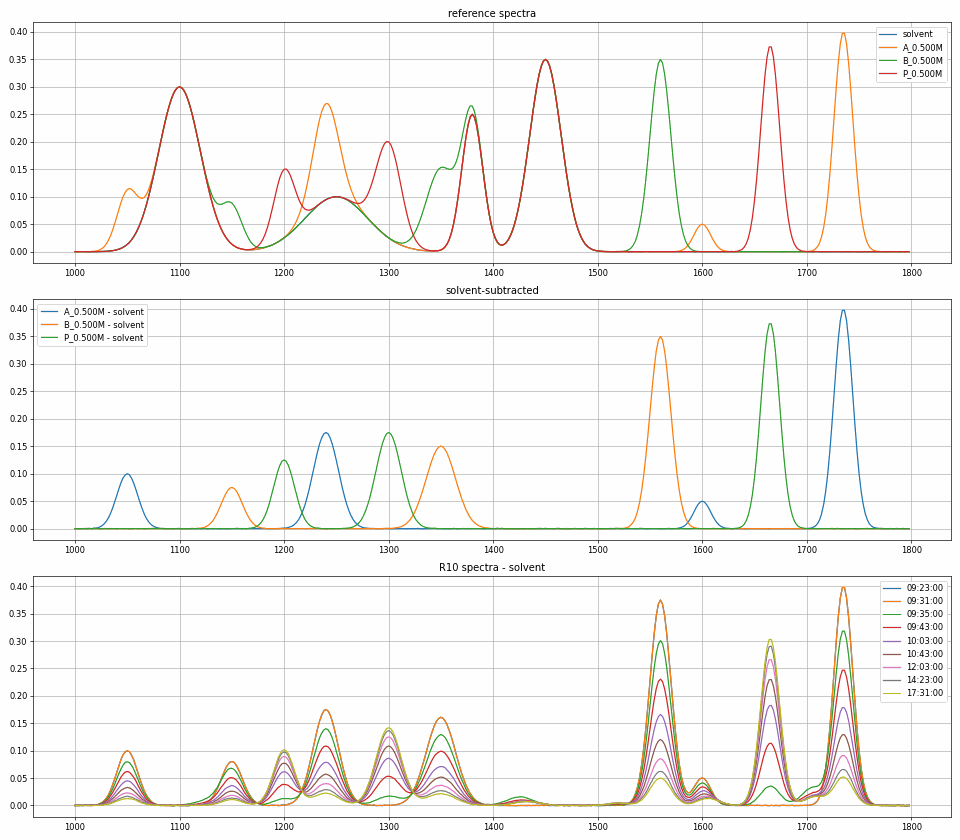 reference spectra
solvent
A_0.500M
B_0.500M
P_0.500M
0.40
0.35
0.30
0.25
0.20
0.15
0.10
0.05
0.00
1000 1100 1200 1300 1400 1500 1600 1700 1800
solvent-subtracted
A_0.500M - solvent
B_0.500M - solvent
P_0.500M - solvent
0.40
0.35
0.30
0.25
0.20
0.15
0.10
0.05
0.00
1000 1100 1200 1300 1400 1500 1600 1700 1800
R10 spectra - solvent
09:23:00
09:31:00
09:35:00
09:43:00
10:03:00
10:43:00
12:03:00
14:23:00
17:31:00
0.40
0.35
0.30
0.25
0.20
0.15
0.10
0.05
0.00
1000 1100 1200 1300 1400 1500 1600 1700 1800